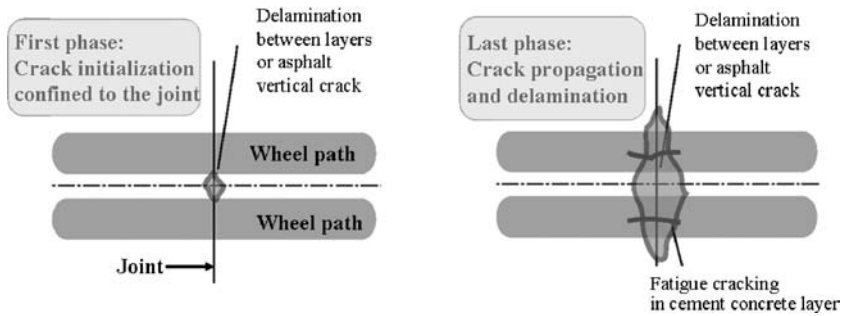 First phase:
Crack initialization
confined to the joint
Delamination
between layers
or asphalt
vertical crack
Wheel path
Wheel path
Joint
Last phase:
Crack propagation
and delamination
Delamination
between layers
or asphalt
vertical crack
Fatigue cracking
in cement concrete layer